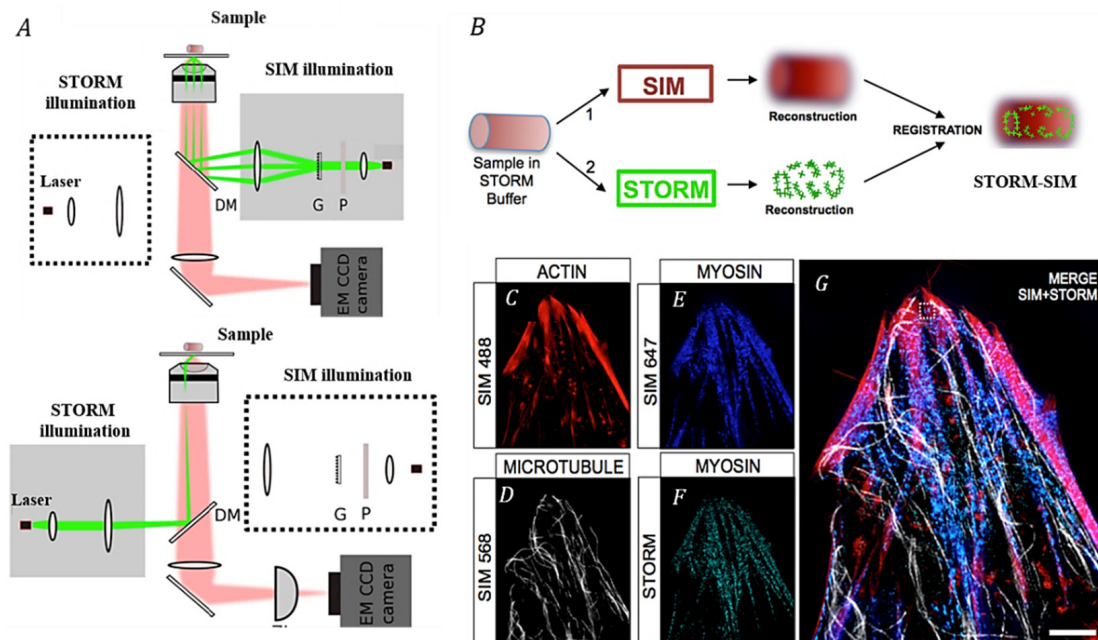 A
Sample
STORM
illumination
SIM illumination
Laser
DM
G
P
EM CCD
camera
Sample
SIM illumination
STORM
illumination
Laser
DM
G
P
EM CCD
camera
B
SIM
1
Reconstruction
Sample in
STORM
Buffer
REGISTRATION
2
STORM
Reconstruction
STORM-SIM
ACTIN
MYOSIN
C
SIM 488
E
SIM 647
G
MERGE
SIM+STORM
MICROTUBULE
MYOSIN
D
SIM 568
F
STORM